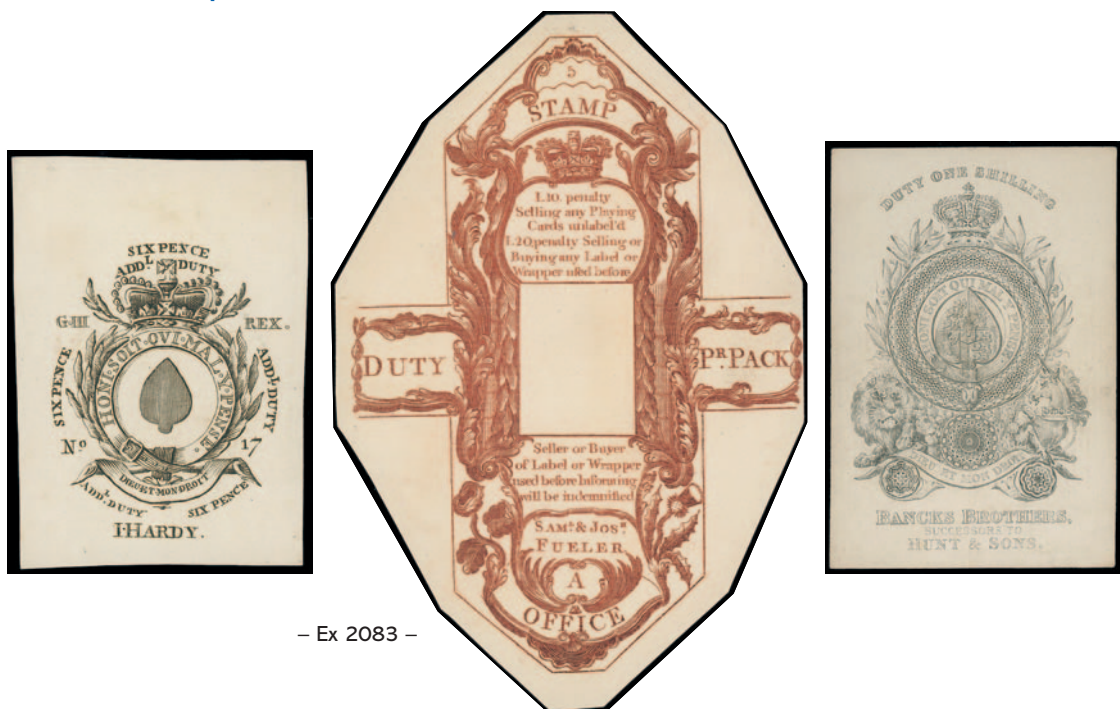 SIX PENCE
ADDL DUTY
G·III REX.
HONI·SOIT·QVI·MAL·Y·PENSE·
SIX PENCE
ADDL DUTY
No 17
DIEU ET MON DROIT
ADDL DUTY SIX PENCE
I·HARDY.
5
STAMP
L10. penalty
Selling any Playing
Cards unlabel'd
L20, penalty Selling or
Buying any Label or
Wrapper used before
DUTY
PR. PACK
Seller or Buyer
of Label or Wrapper
used before Informing
will be indemnified
SAML. & JOSH.
FUELER
A
OFFICE
– Ex 2083 –
DUTY ONE SHILLING
HONI SOIT QUI MAL Y PENSE
DIEU ET MON DROIT
BANCKS BROTHERS,
SUCCESSORS TO
HUNT & SONS.